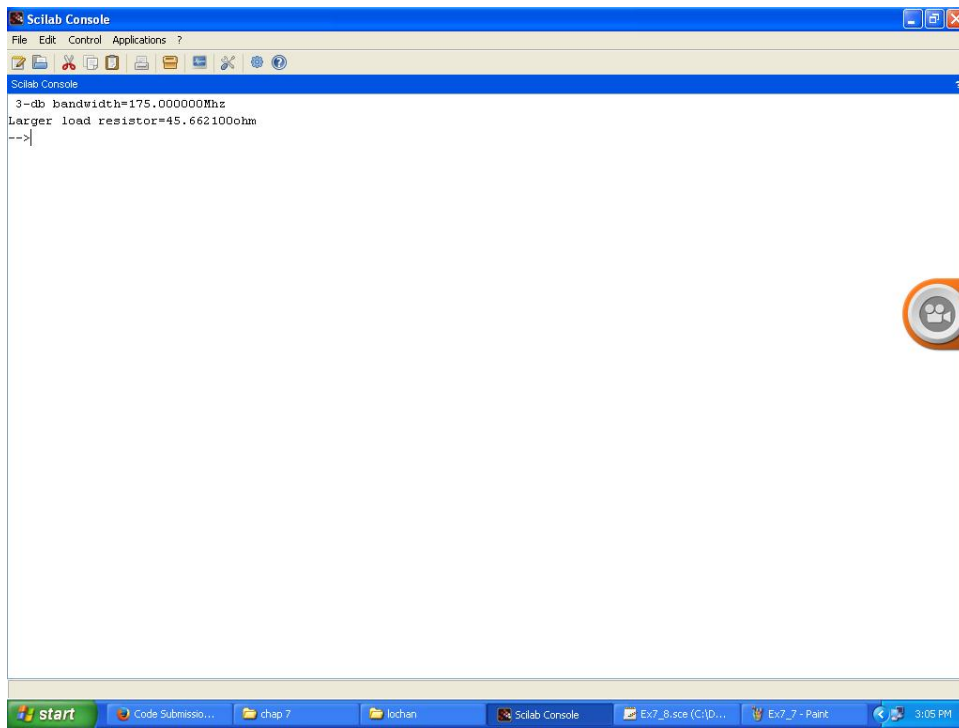 Scilab Console
File Edit Control Applications ?
Scilab Console ?
3-db bandwidth=175.000000Mhz
Larger load resistor=45.662100ohm
-->
start Code Submissio... chap 7 lochan Scilab Console Ex7_8.sce (C:\D... Ex7_7 - Paint 3:05 PM